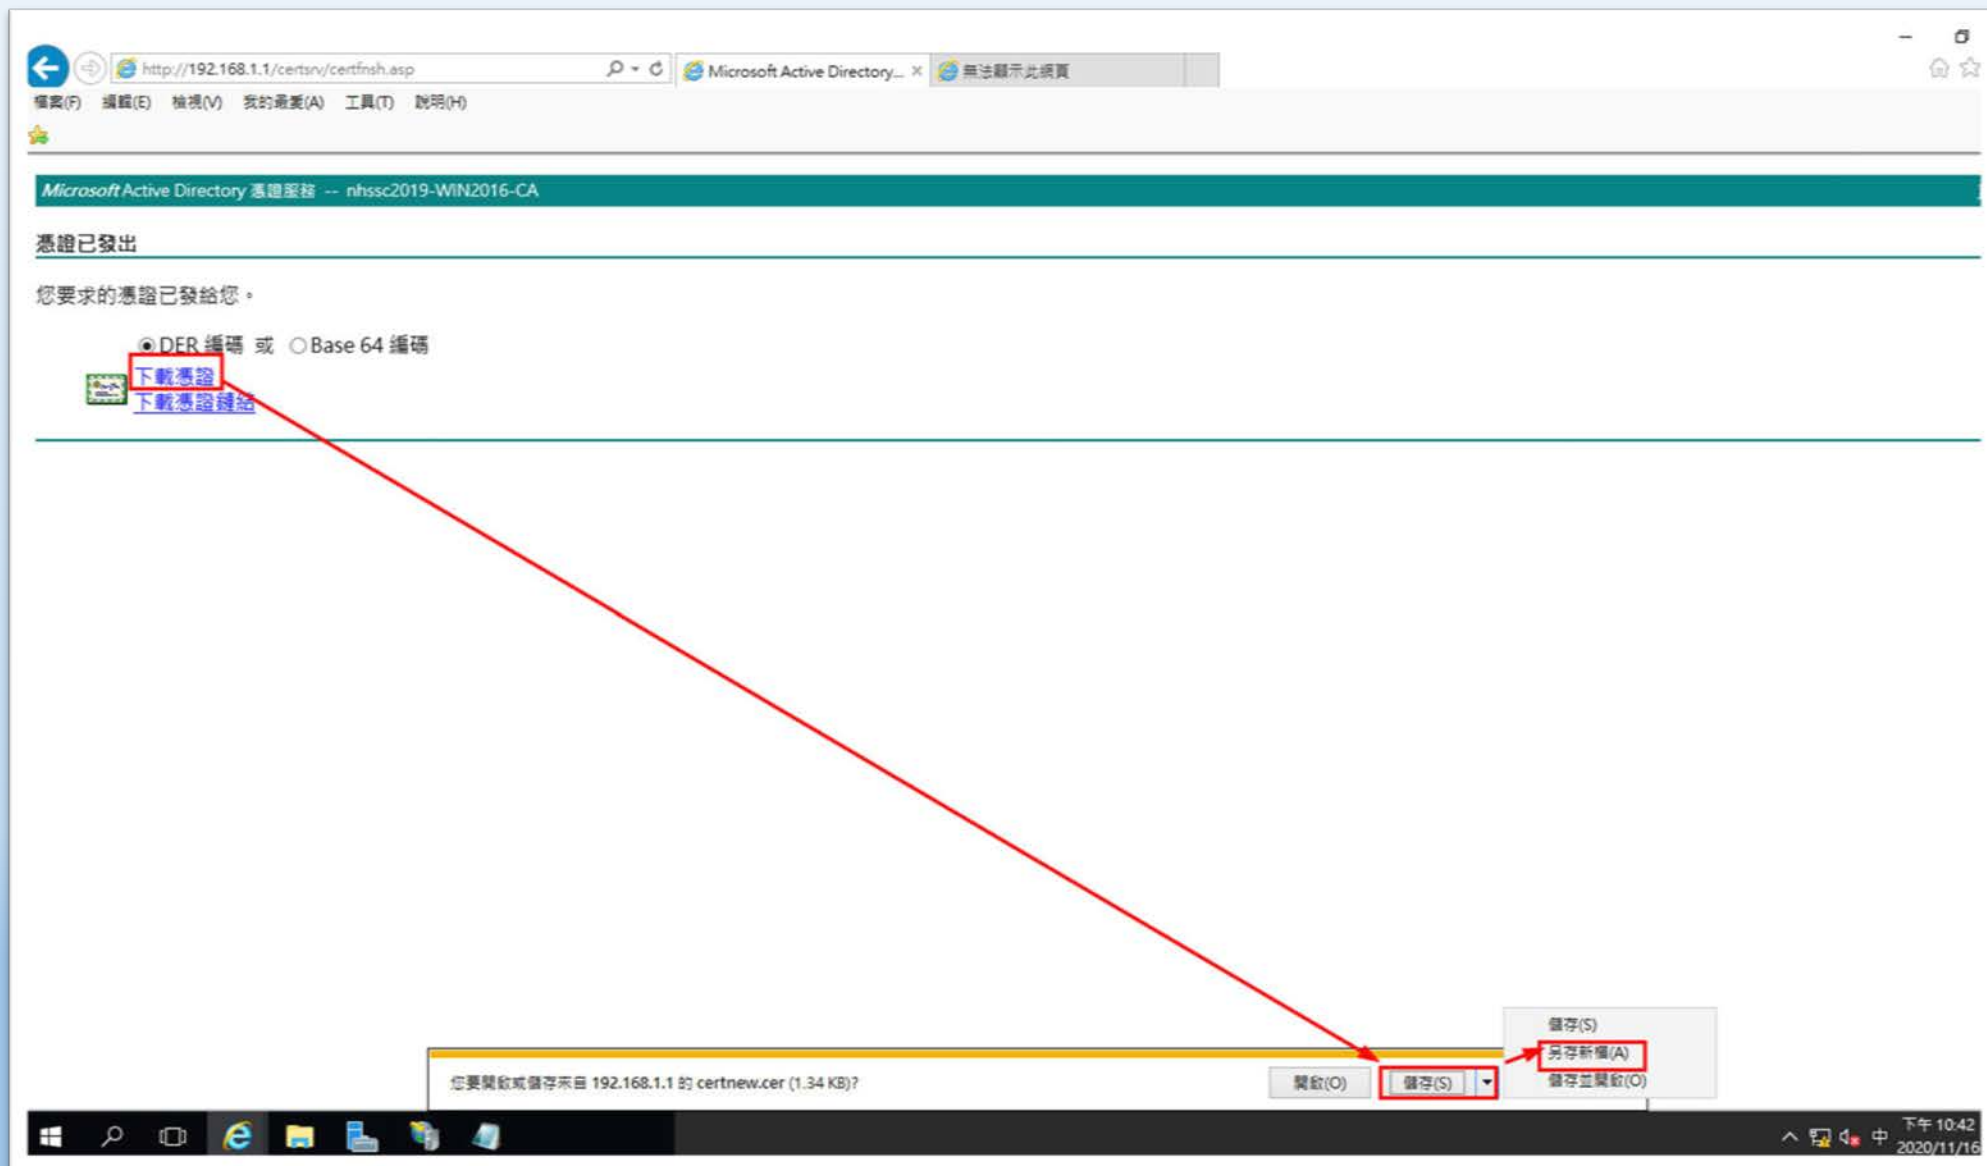 http://192.168.1.1/certsrv/certfnsh.asp
Microsoft Active Directory...
無法顯示此網頁
檔案(F) 編輯(E) 檢視(V) 我的最愛(A) 工具(T) 說明(H)
Microsoft Active Directory 憑證服務 -- nhssc2019-WIN2016-CA
憑證已發出
您要求的憑證已發給您。
DER 編碼 或 Base 64 編碼
下載憑證
下載憑證鏈結
儲存(S)
另存新檔(A)
儲存並開啟(O)
您要開啟或儲存來自 192.168.1.1 的 certnew.cer (1.34 KB)?
開啟(O)
儲存(S)
中
下午 10:42
2020/11/16